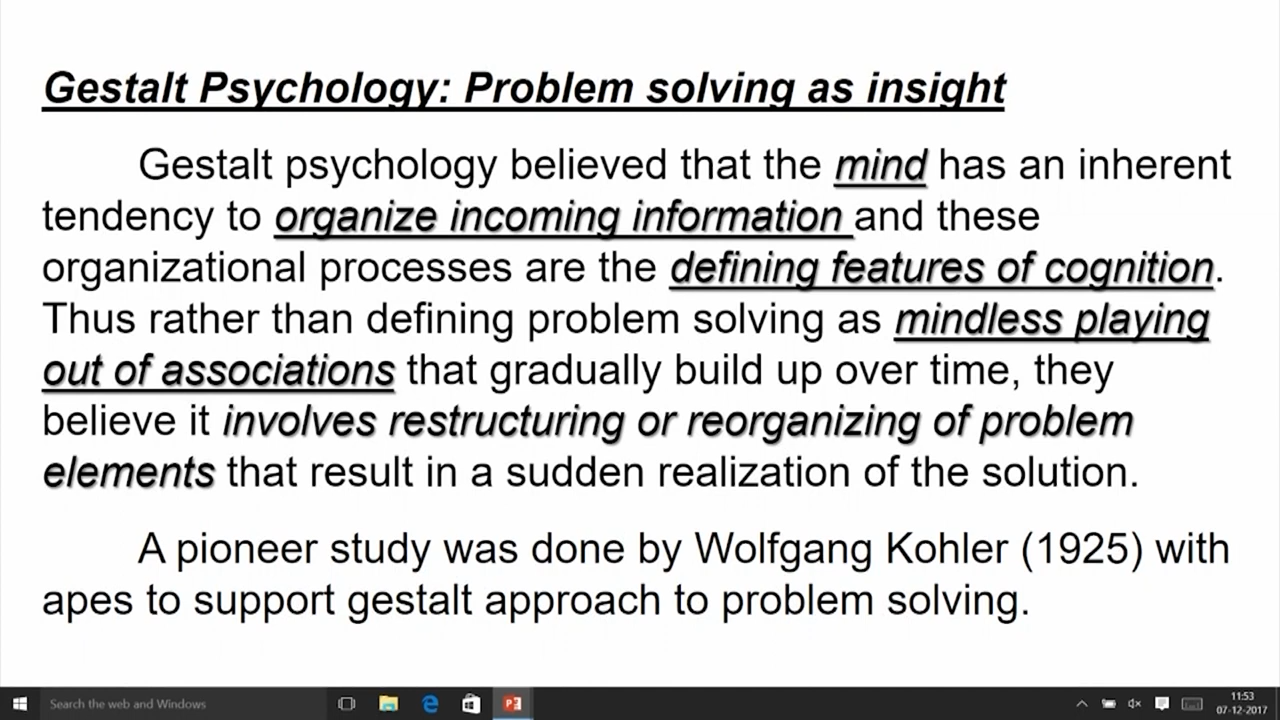 Gestalt Psychology: Problem solving as insight
Gestalt psychology believed that the mind has an inherent
tendency to organize incoming information and these
organizational processes are the defining features of cognition.
Thus rather than defining problem solving as mindless playing
out of associations that gradually build up over time, they
believe it involves restructuring or reorganizing of problem
elements that result in a sudden realization of the solution.
A pioneer study was done by Wolfgang Kohler (1925) with
apes to support gestalt approach to problem solving.
Search the web and Windows
11:53
07-12-2017